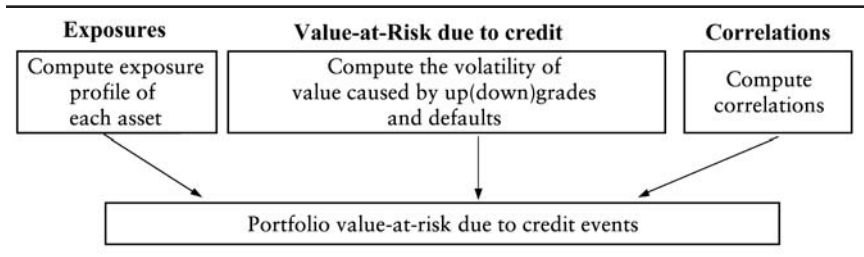 Exposures
Compute exposure
profile of
each asset
Value-at-Risk due to credit
Compute the volatility of
value caused by up(down)grades
and defaults
Correlations
Compute
correlations
Portfolio value-at-risk due to credit events